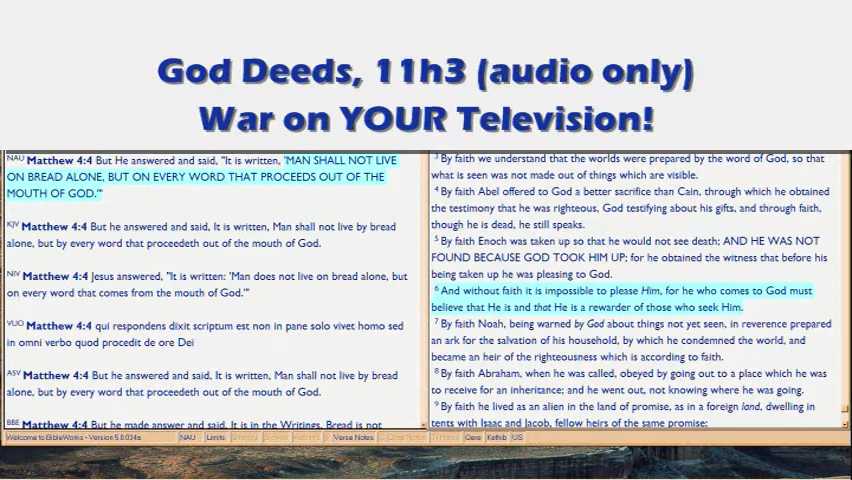 God Deeds, 11h3 (audio only)
War on YOUR Television!
NAU Matthew 4:4 But He answered and said, "It is written, 'MAN SHALL NOT LIVE
ON BREAD ALONE, BUT ON EVERY WORD THAT PROCEEDS OUT OF THE
MOUTH OF GOD.'"
KJV Matthew 4:4 But he answered and said, It is written, Man shall not live by bread
alone, but by every word that proceedeth out of the mouth of God.
NIV Matthew 4:4 Jesus answered, "It is written: 'Man does not live on bread alone, but
on every word that comes from the mouth of God.'"
VUO Matthew 4:4 qui respondens dixit scriptum est non in pane solo vivet homo sed
in omni verbo quod procedit de ore Dei
ASV Matthew 4:4 But he answered and said, It is written, Man shall not live by bread
alone, but by every word that proceedeth out of the mouth of God.
BBE Matthew 4:4 But he made answer and said, It is in the Writings, Bread is not
3 By faith we understand that the worlds were prepared by the word of God, so that
what is seen was not made out of things which are visible.
4 By faith Abel offered to God a better sacrifice than Cain, through which he obtained
the testimony that he was righteous, God testifying about his gifts, and through faith,
though he is dead, he still speaks.
5 By faith Enoch was taken up so that he would not see death; AND HE WAS NOT
FOUND BECAUSE GOD TOOK HIM UP; for he obtained the witness that before his
being taken up he was pleasing to God.
6 And without faith it is impossible to please Him, for he who comes to God must
believe that He is and that He is a rewarder of those who seek Him.
7 By faith Noah, being warned by God about things not yet seen, in reverence prepared
an ark for the salvation of his household, by which he condemned the world, and
became an heir of the righteousness which is according to faith.
8 By faith Abraham, when he was called, obeyed by going out to a place which he was
to receive for an inheritance; and he went out, not knowing where he was going.
9 By faith he lived as an alien in the land of promise, as in a foreign land, dwelling in
tents with Isaac and Jacob, fellow heirs of the same promise;
Welcome to BibleWorks - Version 5.0.034a NAU Limits Verse Notes Gere Kethib US